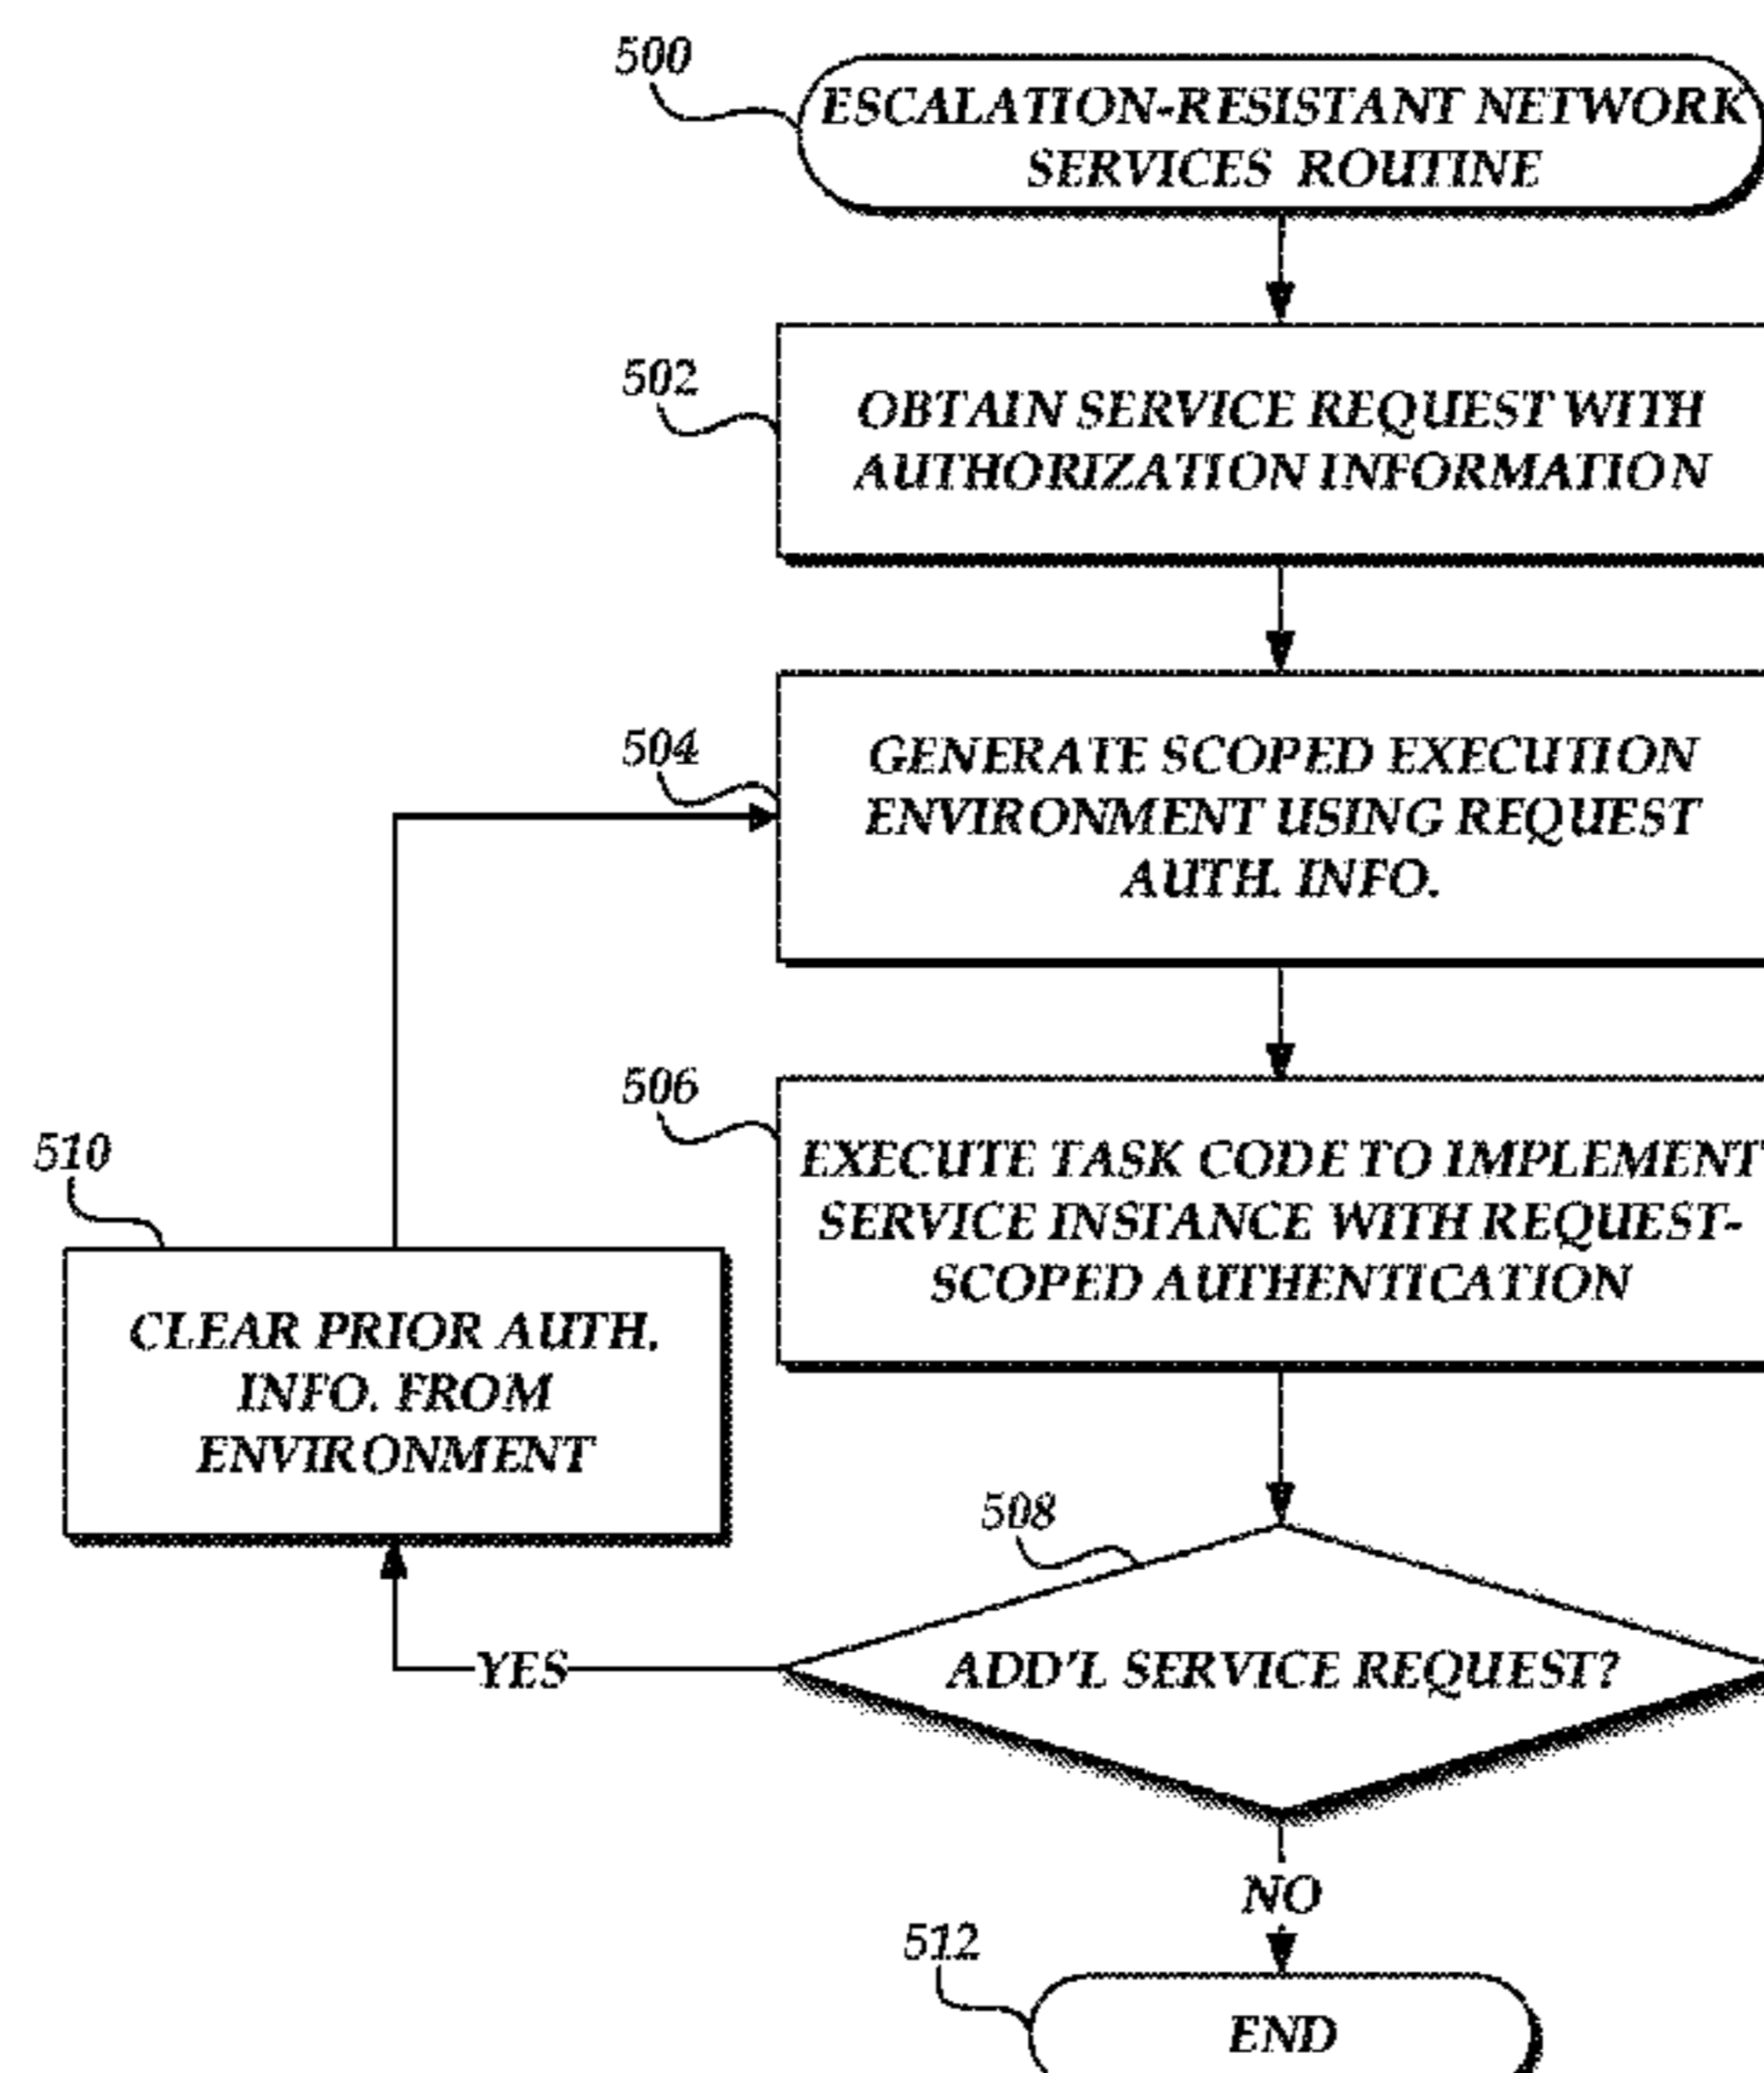 500
ESCALATION-RESISTANT NETWORK
SERVICES ROUTINE
502
OBTAIN SERVICE REQUEST WITH
AUTHORIZATION INFORMATION
504
GENERATE SCOPED EXECUTION
ENVIRONMENT USING REQUEST
AUTH. INFO.
506
EXECUTE TASK CODE TO IMPLEMENT
SERVICE INSTANCE WITH REQUEST-
SCOPED AUTHENTICATION
510
CLEAR PRIOR AUTH.
INFO. FROM
ENVIRONMENT
508
ADD'L SERVICE REQUEST?
YES
NO
512
END